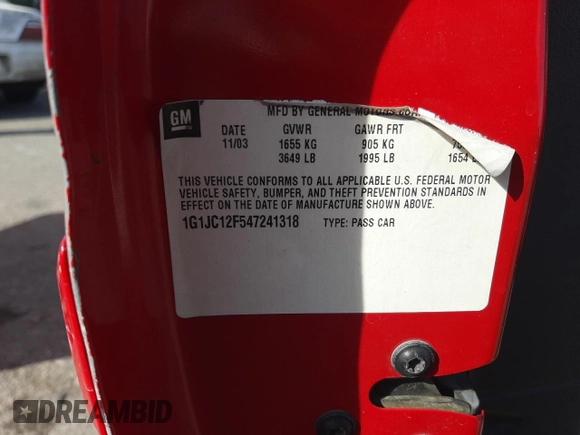 GM
MFD BY GENERAL MOTORS COR
DATE GVWR GAWR FRT
11/03 1655 KG 905 KG
3649 LB 1995 LB 1654 L
THIS VEHICLE CONFORMS TO ALL APPLICABLE U.S. FEDERAL MOTOR
VEHICLE SAFETY, BUMPER, AND THEFT PREVENTION STANDARDS IN
EFFECT ON THE DATE OF MANUFACTURE SHOWN ABOVE.
1G1JC12F547241318 TYPE: PASS CAR
DREAMBID